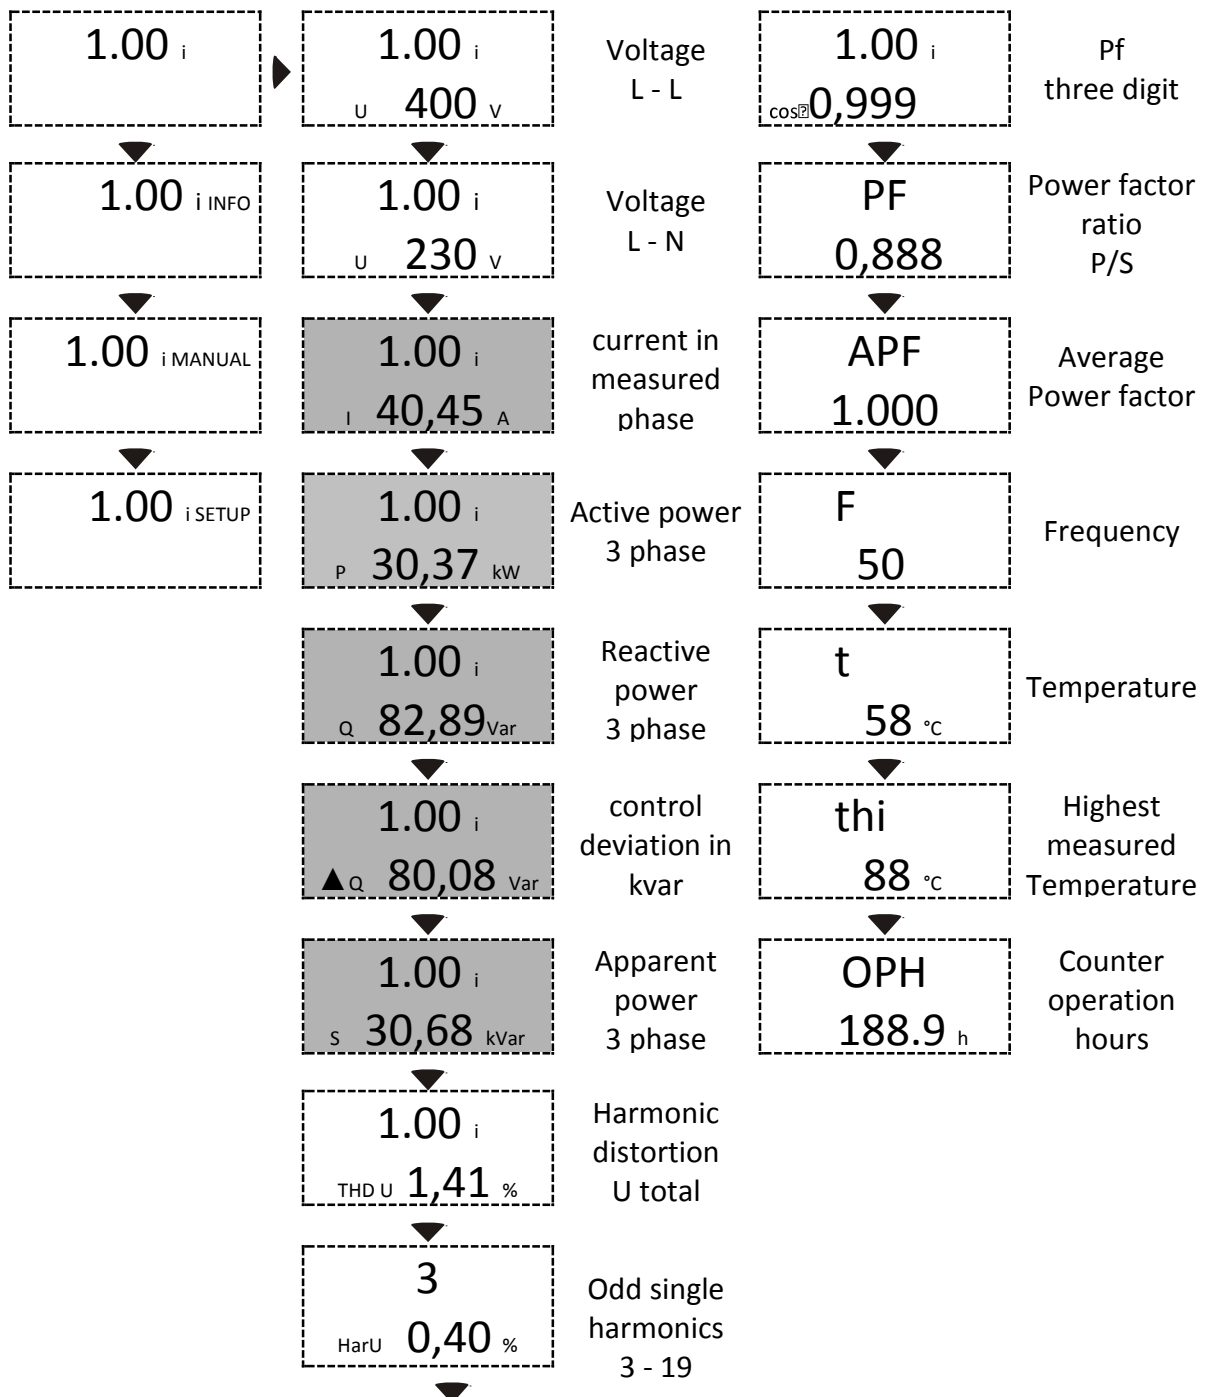 1.00 i
1.00 i INFO
1.00 i MANUAL
1.00 i SETUP
1.00 i
U 400 V
Voltage
L - L
1.00 i
U 230 V
Voltage
L - N
1.00 i
I 40,45 A
current in
measured
phase
1.00 i
P 30,37 kW
Active power
3 phase
1.00 i
Q 82,89 Var
Reactive
power
3 phase
1.00 i
▲ Q 80,08 Var
control
deviation in
kvar
1.00 i
S 30,68 kVar
Apparent
power
3 phase
1.00 i
THD U 1,41 %
Harmonic
distortion
U total
3
HarU 0,40 %
Odd single
harmonics
3 - 19
1.00 i
cos⍰0,999
Pf
three digit
PF
0,888
Power factor
ratio
P/S
APF
1.000
Average
Power factor
F
50
Frequency
t
58 °C
Temperature
thi
88 °C
Highest
measured
Temperature
OPH
188.9 h
Counter
operation
hours